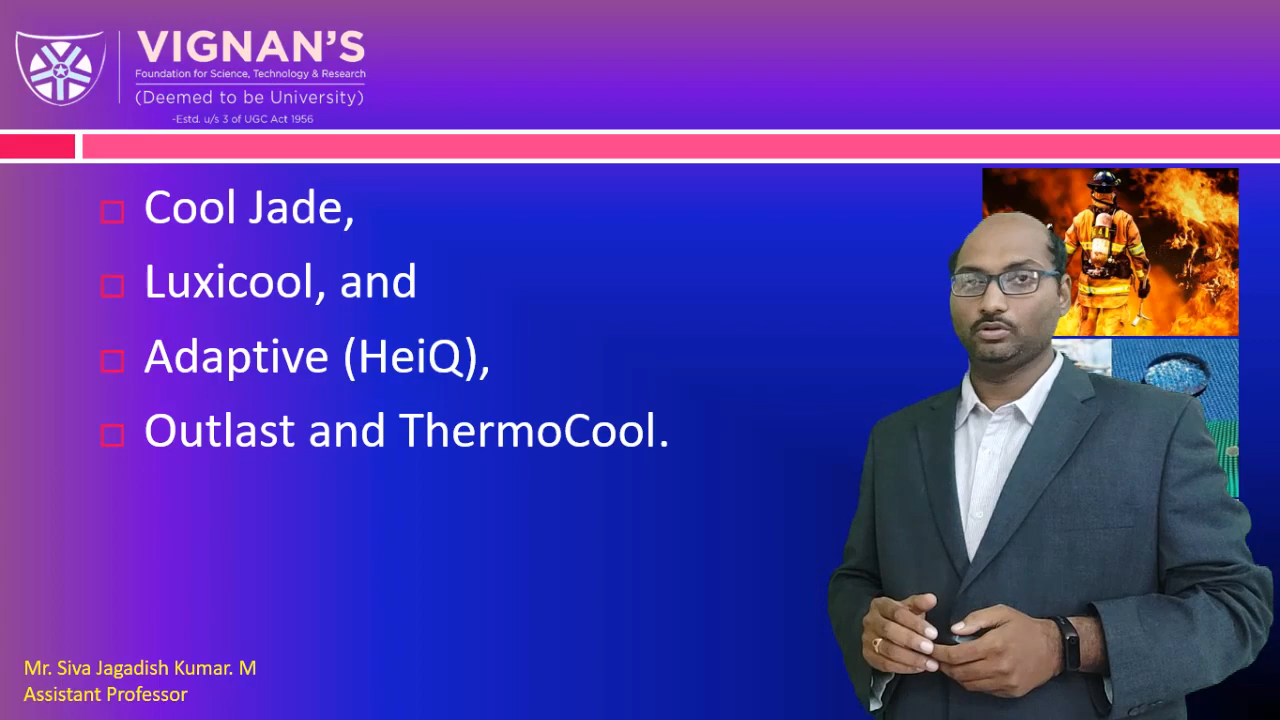 VIGNAN'S
Foundation for Science, Technology & Research
(Deemed to be University)
-Estd. u/s 3 of UGC Act 1956
Cool Jade,
Luxicool, and
Adaptive (HeiQ),
Outlast and ThermoCool.
Mr. Siva Jagadish Kumar. M
Assistant Professor